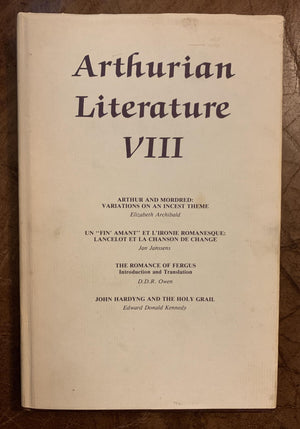 Arthurian
Literature
VIII
ARTHUR AND MORDRED:
VARIATIONS ON AN INCEST THEME
Elizabeth Archibald
UN "FIN' AMANT" ET L'IRONIE ROMANESQUE:
LANCELOT ET LA CHANSON DE CHANGE
Jan Janssens
THE ROMANCE OF FERGUS
Introduction and Translation
D.D.R. Owen
JOHN HARDYNG AND THE HOLY GRAIL
Edward Donald Kennedy